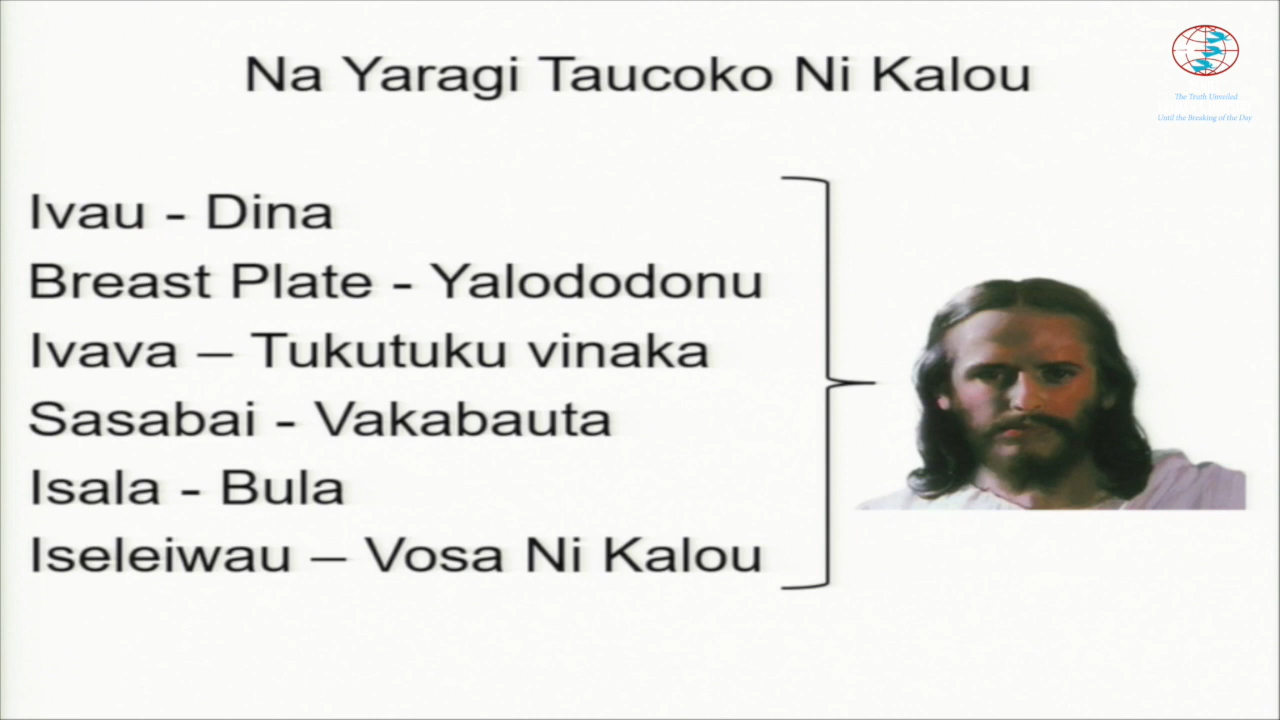 Na Yaragi Taucoko Ni Kalou
The Truth Unveiled
Until the Breaking of the Day
Ivau - Dina
Breast Plate - Yalododonu
Ivava – Tukutuku vinaka
Sasabai - Vakabauta
Isala - Bula
Iseleiwau – Vosa Ni Kalou